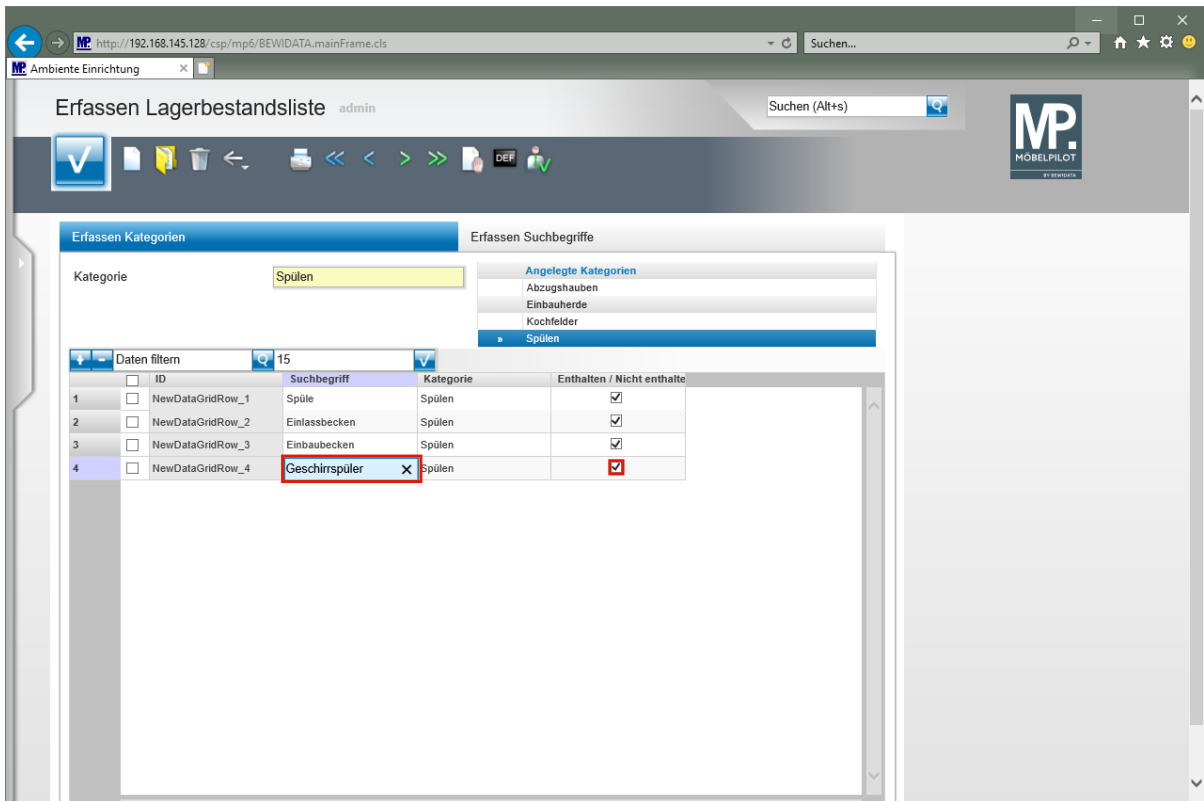 http://192.168.145.128/csp/mp6/BEWIDATA.mainFrame.cls
Suchen...
MP. Ambiente Einrichtung
Erfassen Lagerbestandsliste admin
Suchen (Alt+s)
MP.
MÖBELPILOT
BY BEWIDATA
DEF
Erfassen Kategorien
Erfassen Suchbegriffe
Kategorie
Spülen
Angelegte Kategorien
Abzugshauben
Einbauherde
Kochfelder
» Spülen
Daten filtern
15
ID Suchbegriff Kategorie Enthalten / Nicht enthalte
1 NewDataGridRow_1 Spüle Spülen
2 NewDataGridRow_2 Einlassbecken Spülen
3 NewDataGridRow_3 Einbaubecken Spülen
4 NewDataGridRow_4 Geschirrspüler Spülen